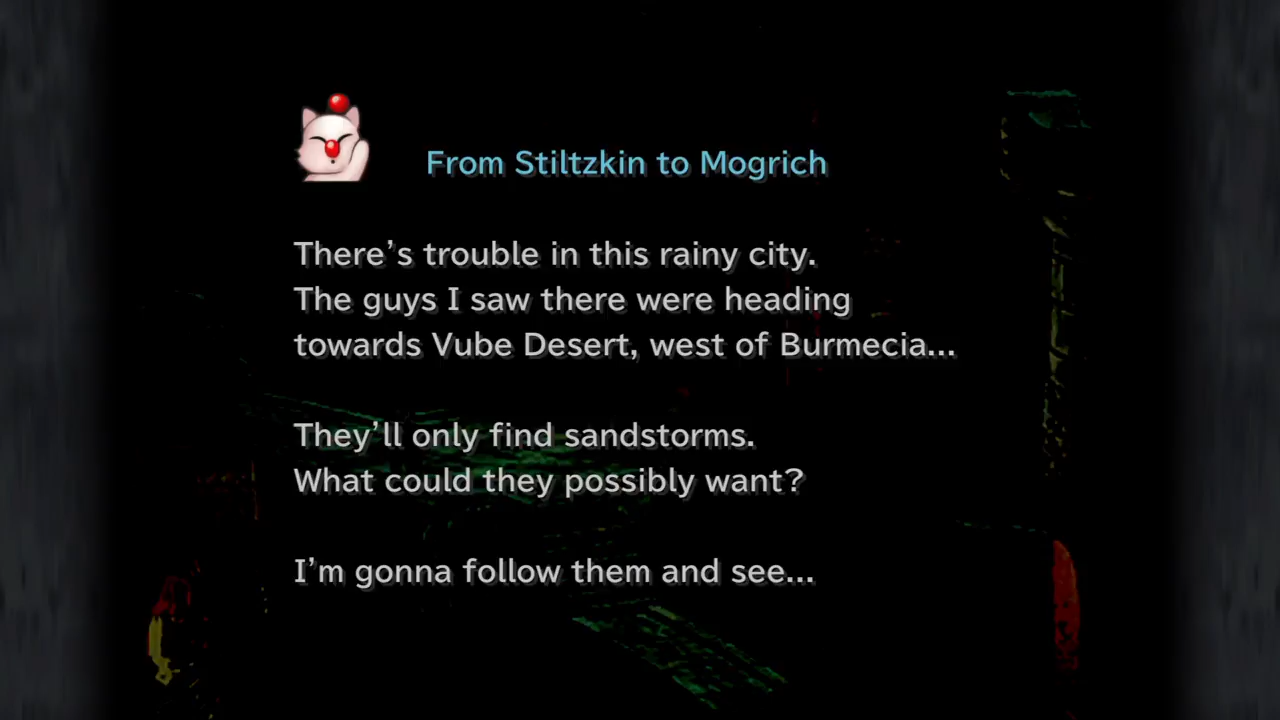 From Stiltzkin to Mogrich
There's trouble in this rainy city.
The guys I saw there were heading
towards Vube Desert, west of Burmecia...
They'll only find sandstorms.
What could they possibly want?
I'm gonna follow them and see...